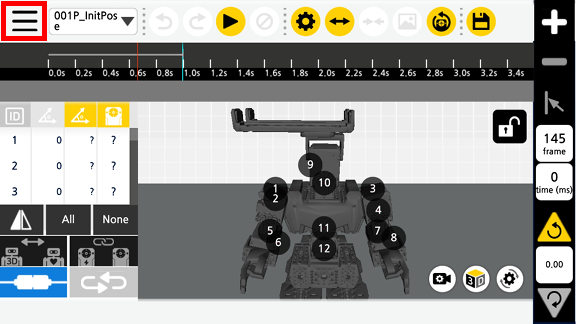 001P_InitPos
e
0.0s 0.2s 0.4s 0.6s 0.8s 1.0s 1.2s 1.4s 1.6s 1.8s 2.0s 2.2s 2.4s 2.6s 2.8s 3.0s 3.2s 3.4s
ID
1 0 ? ?
2 0 ? ?
3 0 ? ?
All None
3D
9
10
1
2
3
4
5
6
7
8
11
12
3D
145
frame
0
time (ms)
0.00